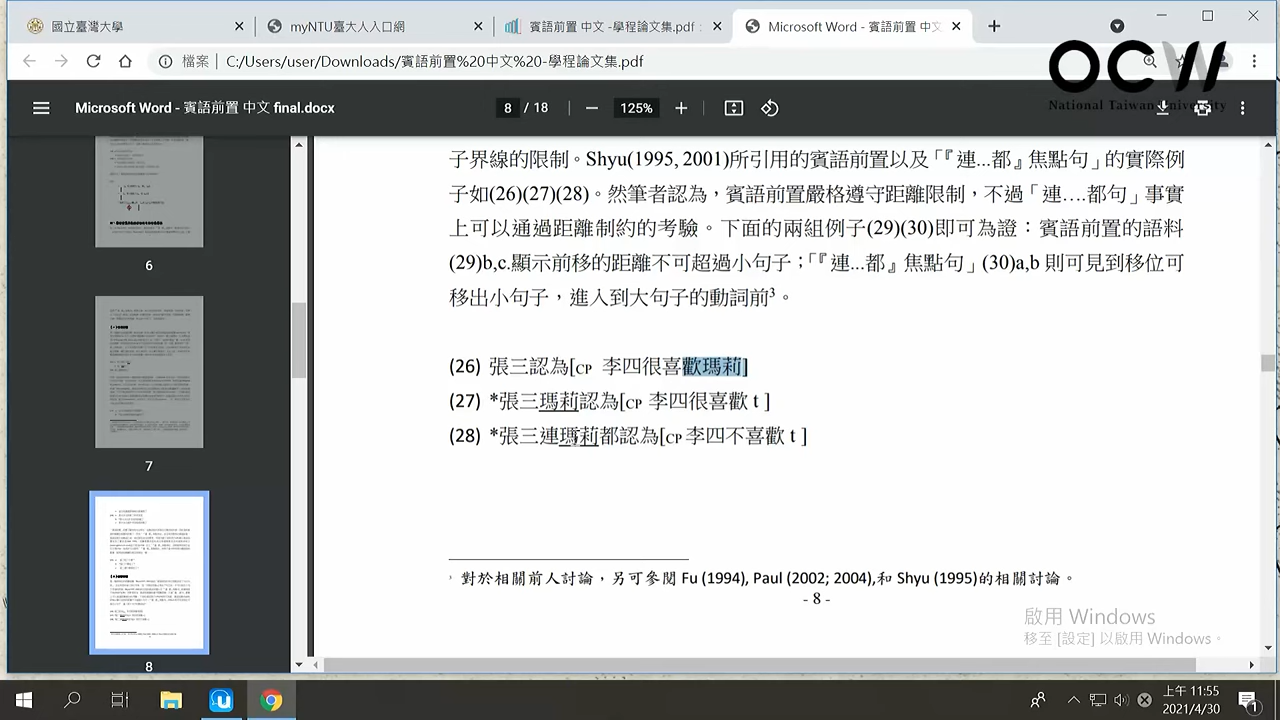 國立臺灣大學
myNTU臺大人入口網
賓語前置 中文 -學程論文集.pdf
Microsoft Word - 賓語前置 中文
檔案
C:/Users/user/Downloads/賓語前置%20中文%20-學程論文集.pdf
OCW
National Taiwan University
Microsoft Word - 賓語前置 中文 final.docx
8 / 18
125%
子界線的限制。Shyu(1995, 2001)所引用的賓語前置以及「『連...都』焦點句」的實際例
子如(26)(27)(28)。然筆者認為，賓語前置嚴格遵守距離限制，不過「連….都句」事實
上可以通過距離制約的考驗。下面的兩組例子(29)(30)即可為證：賓語前置的語料
(29)b,c.顯示前移的距離不可超過小句子；「『連...都』焦點句」(30)a,b 則可見到移位可
移出小句子，進入到大句子的動詞前3。
(26) 張三認為[CP 李四很喜歡瑪莉]
(27) *張三瑪莉認為[CP 李四很喜歡 t ]
(28) *張三連瑪莉都認為[CP 李四不喜歡 t ]
Fu (1994), Paul (2002; 2004),和 Shyu (1995)的相關討論。
- 8 -
6
7
8
啟用 Windows
移至 [設定] 以啟用 Windows。
上午 11:55
2021/4/30
1